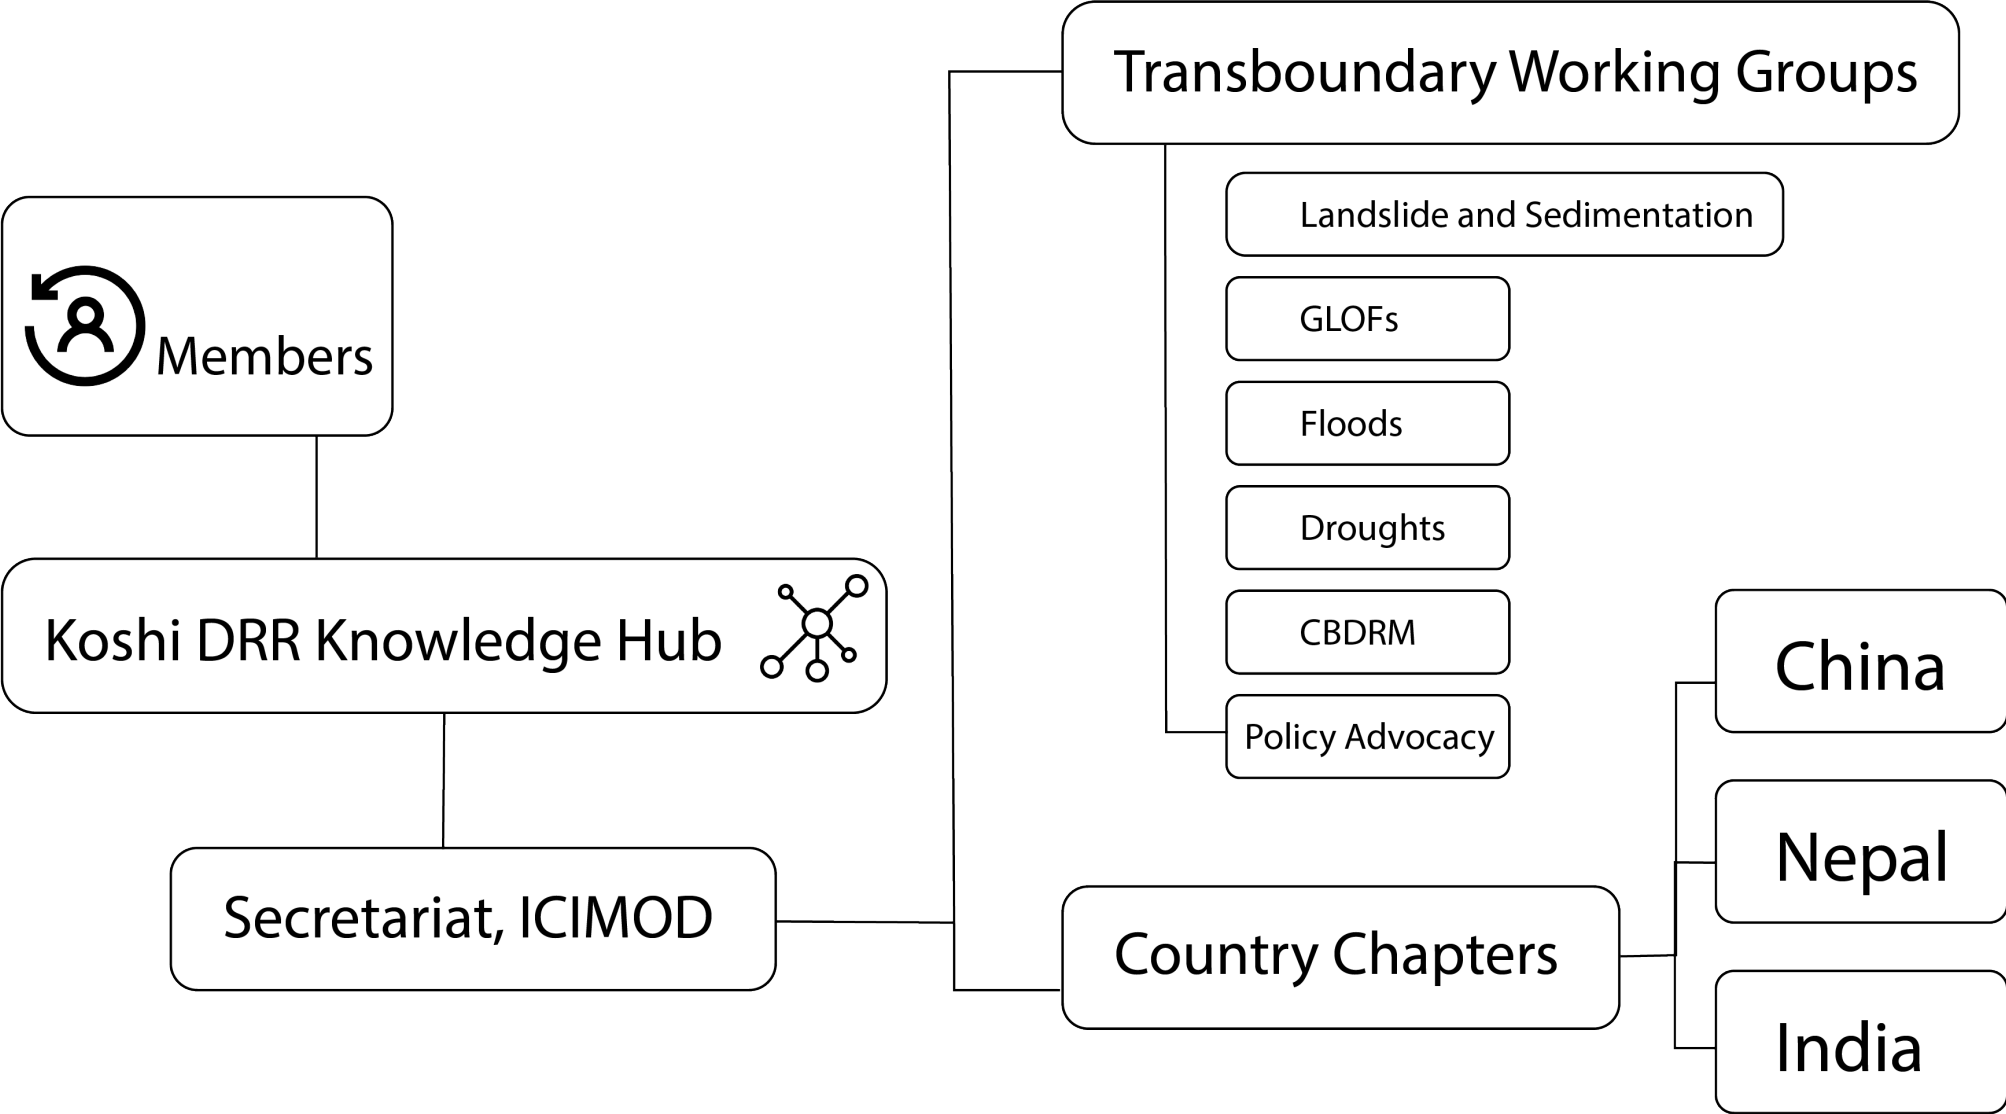 Members
Koshi DRR Knowledge Hub
Secretariat, ICIMOD
Transboundary Working Groups
Landslide and Sedimentation
GLOFs
Floods
Droughts
CBDRM
Policy Advocacy
Country Chapters
China
Nepal
India